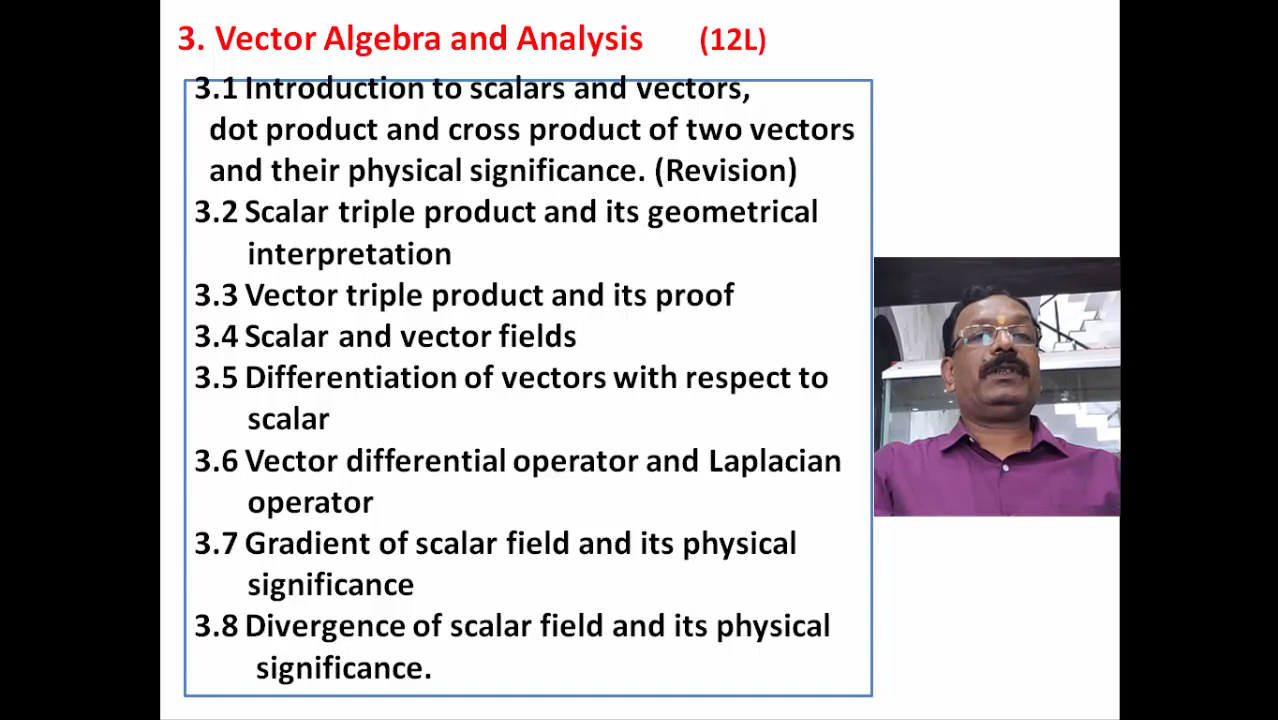 3. Vector Algebra and Analysis (12L)
3.1 Introduction to scalars and vectors,
dot product and cross product of two vectors
and their physical significance. (Revision)
3.2 Scalar triple product and its geometrical
interpretation
3.3 Vector triple product and its proof
3.4 Scalar and vector fields
3.5 Differentiation of vectors with respect to
scalar
3.6 Vector differential operator and Laplacian
operator
3.7 Gradient of scalar field and its physical
significance
3.8 Divergence of scalar field and its physical
significance.